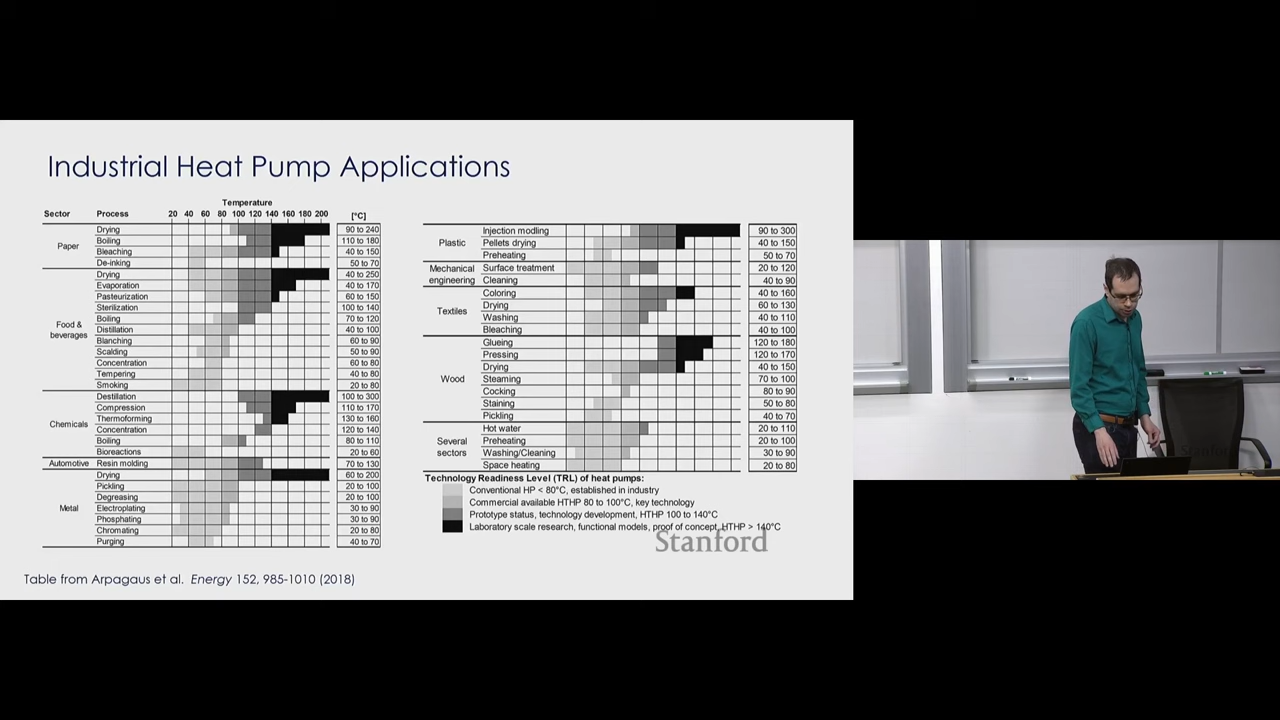 Industrial Heat Pump Applications
Temperature
Sector Process 20 40 60 80 100 120 140 160 180 200 [°C]
Paper
Drying 90 to 240
Boiling 110 to 180
Bleaching 40 to 150
De-inking 50 to 70
Food & beverages
Drying 40 to 250
Evaporation 40 to 170
Pasteurization 60 to 150
Sterilization 100 to 140
Boiling 70 to 120
Distillation 40 to 100
Blanching 60 to 90
Scalding 50 to 90
Concentration 60 to 80
Tempering 40 to 80
Smoking 20 to 80
Chemicals
Destillation 100 to 300
Compression 110 to 170
Thermoforming 130 to 160
Concentration 120 to 140
Boiling 80 to 110
Bioreactions 20 to 60
Automotive Resin molding 70 to 130
Metal
Drying 60 to 200
Pickling 20 to 100
Degreasing 20 to 100
Electroplating 30 to 90
Phosphating 30 to 90
Chromating 20 to 80
Purging 40 to 70
Plastic
Injection modling 90 to 300
Pellets drying 40 to 150
Preheating 50 to 70
Mechanical engineering
Surface treatment 20 to 120
Cleaning 40 to 90
Textiles
Coloring 40 to 160
Drying 60 to 130
Washing 40 to 110
Bleaching 40 to 100
Wood
Glueing 120 to 180
Pressing 120 to 170
Drying 40 to 150
Steaming 70 to 100
Cocking 80 to 90
Staining 50 to 80
Pickling 40 to 70
Several sectors
Hot water 20 to 110
Preheating 20 to 100
Washing/Cleaning 30 to 90
Space heating 20 to 80
Technology Readiness Level (TRL) of heat pumps:
Conventional HP < 80°C, established in industry
Commercial available HTHP 80 to 100°C, key technology
Prototype status, technology development, HTHP 100 to 140°C
Laboratory scale research, functional models, proof of concept, HTHP > 140°C
Stanford
Table from Arpagaus et al. Energy 152, 985-1010 (2018)
Stanford